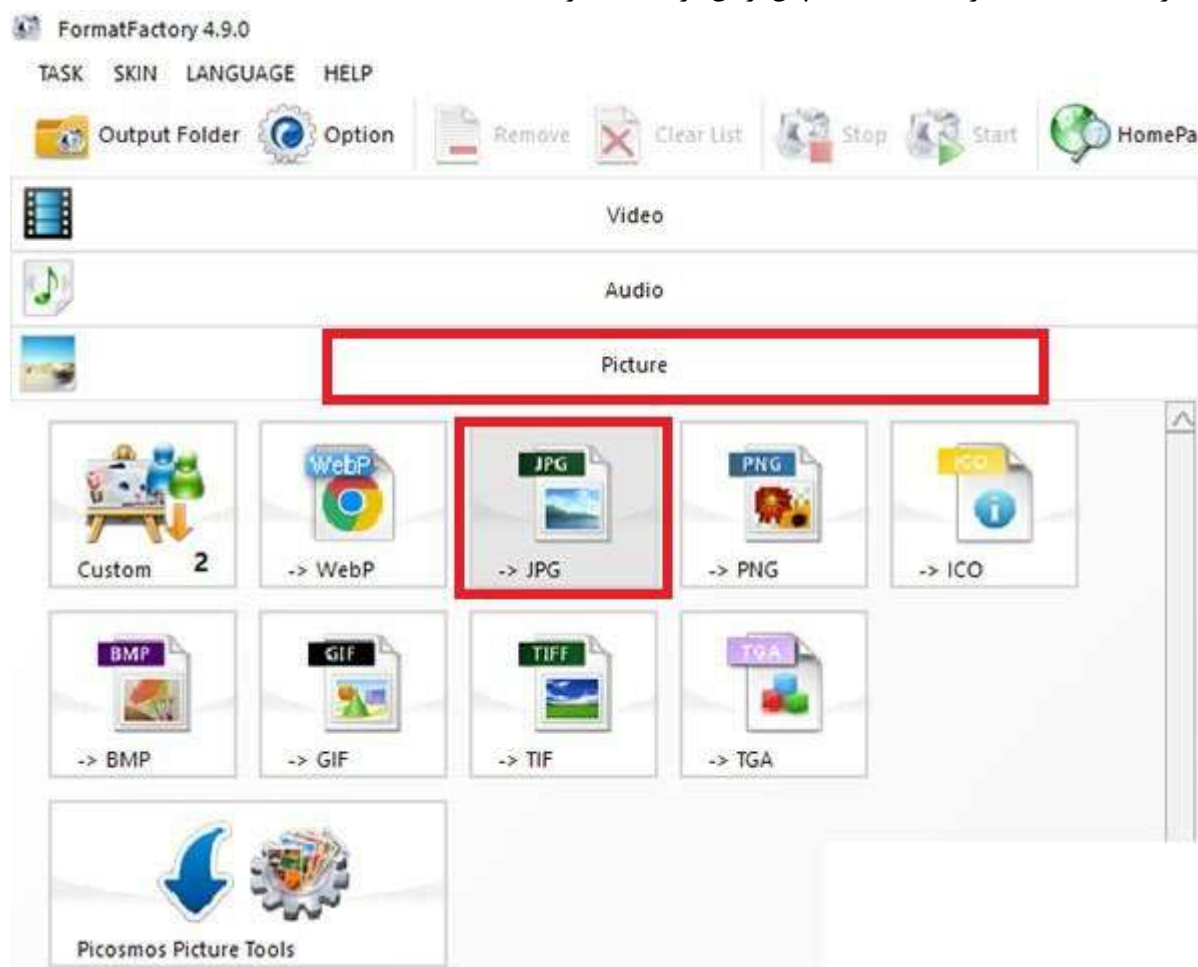 FormatFactory 4.9.0
TASK SKIN LANGUAGE HELP
Output Folder Option Remove Clear List Stop Start HomePa
Video
Audio
Picture
WebP JPG PNG ICO
Custom 2 -> WebP -> JPG -> PNG -> ICO
BMP GIF TIFF TGA
-> BMP -> GIF -> TIF -> TGA
Picosmos Picture Tools